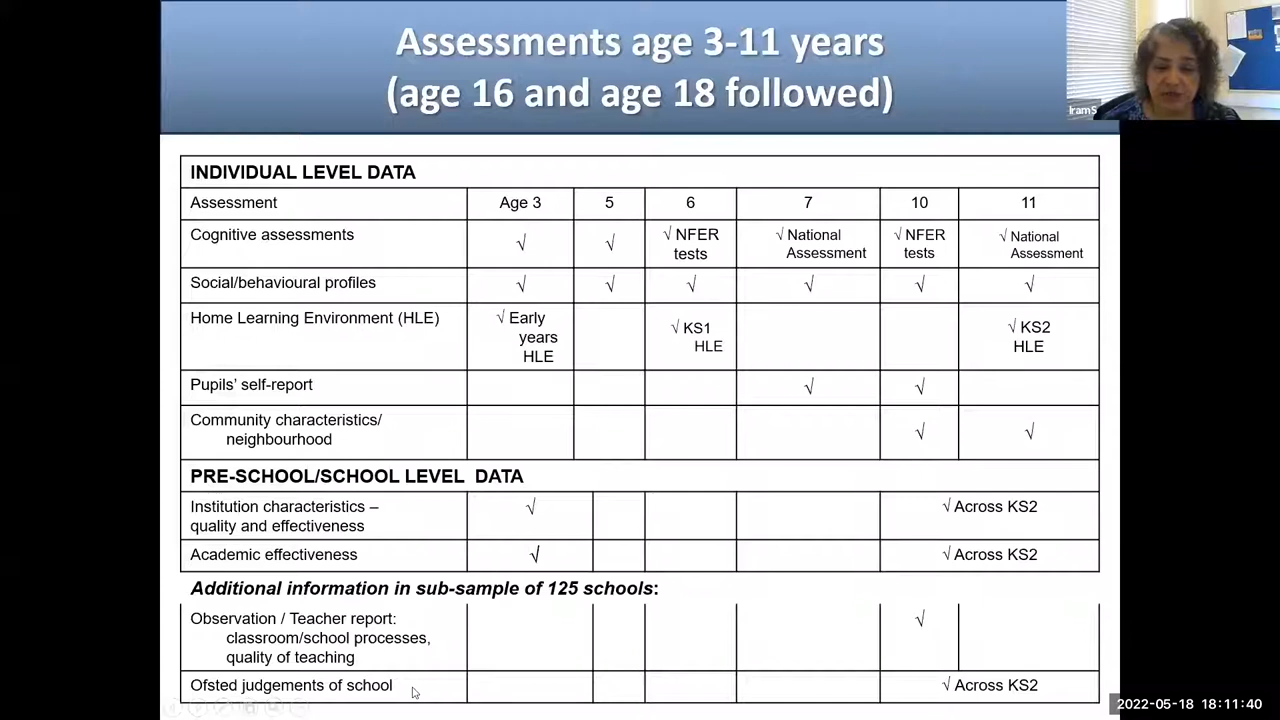 Assessments age 3-11 years
(age 16 and age 18 followed)
Iram S
INDIVIDUAL LEVEL DATA
Assessment Age 3 5 6 7 10 11
Cognitive assessments √ √ √ NFER tests √ National Assessment √ NFER tests √ National Assessment
Social/behavioural profiles √ √ √ √ √ √
Home Learning Environment (HLE) √ Early years HLE √ KS1 HLE √ KS2 HLE
Pupils' self-report √ √
Community characteristics/
neighbourhood √ √
PRE-SCHOOL/SCHOOL LEVEL DATA
Institution characteristics –
quality and effectiveness √ √ Across KS2
Academic effectiveness √ √ Across KS2
Additional information in sub-sample of 125 schools:
Observation / Teacher report:
classroom/school processes,
quality of teaching √
Ofsted judgements of school √ Across KS2
2022-05-18 18:11:40